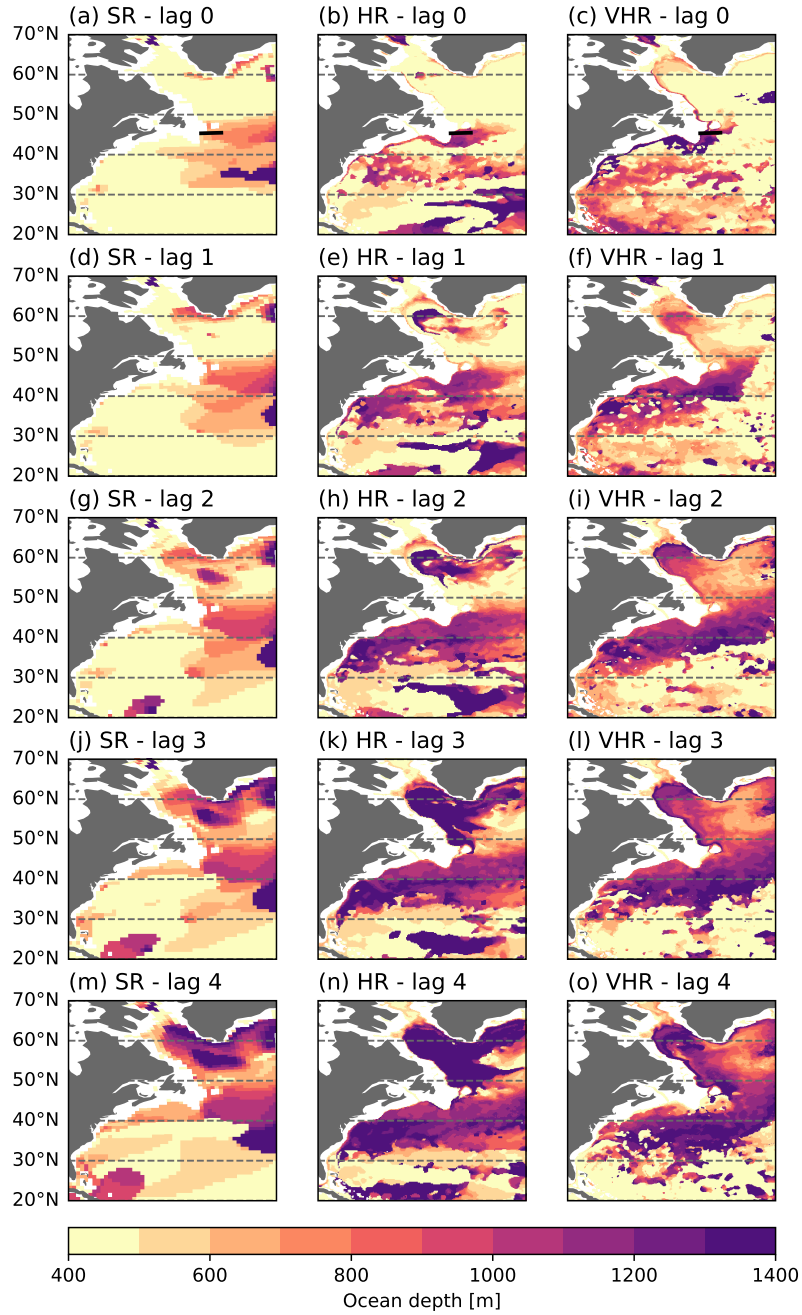 (a) SR - lag 0 (b) HR - lag 0 (c) VHR - lag 0
70°N
60°N
50°N
40°N
30°N
20°N
(d) SR - lag 1 (e) HR - lag 1 (f) VHR - lag 1
70°N
60°N
50°N
40°N
30°N
20°N
(g) SR - lag 2 (h) HR - lag 2 (i) VHR - lag 2
70°N
60°N
50°N
40°N
30°N
20°N
(j) SR - lag 3 (k) HR - lag 3 (l) VHR - lag 3
70°N
60°N
50°N
40°N
30°N
20°N
(m) SR - lag 4 (n) HR - lag 4 (o) VHR - lag 4
70°N
60°N
50°N
40°N
30°N
20°N
400 600 800 1000 1200 1400
Ocean depth [m]